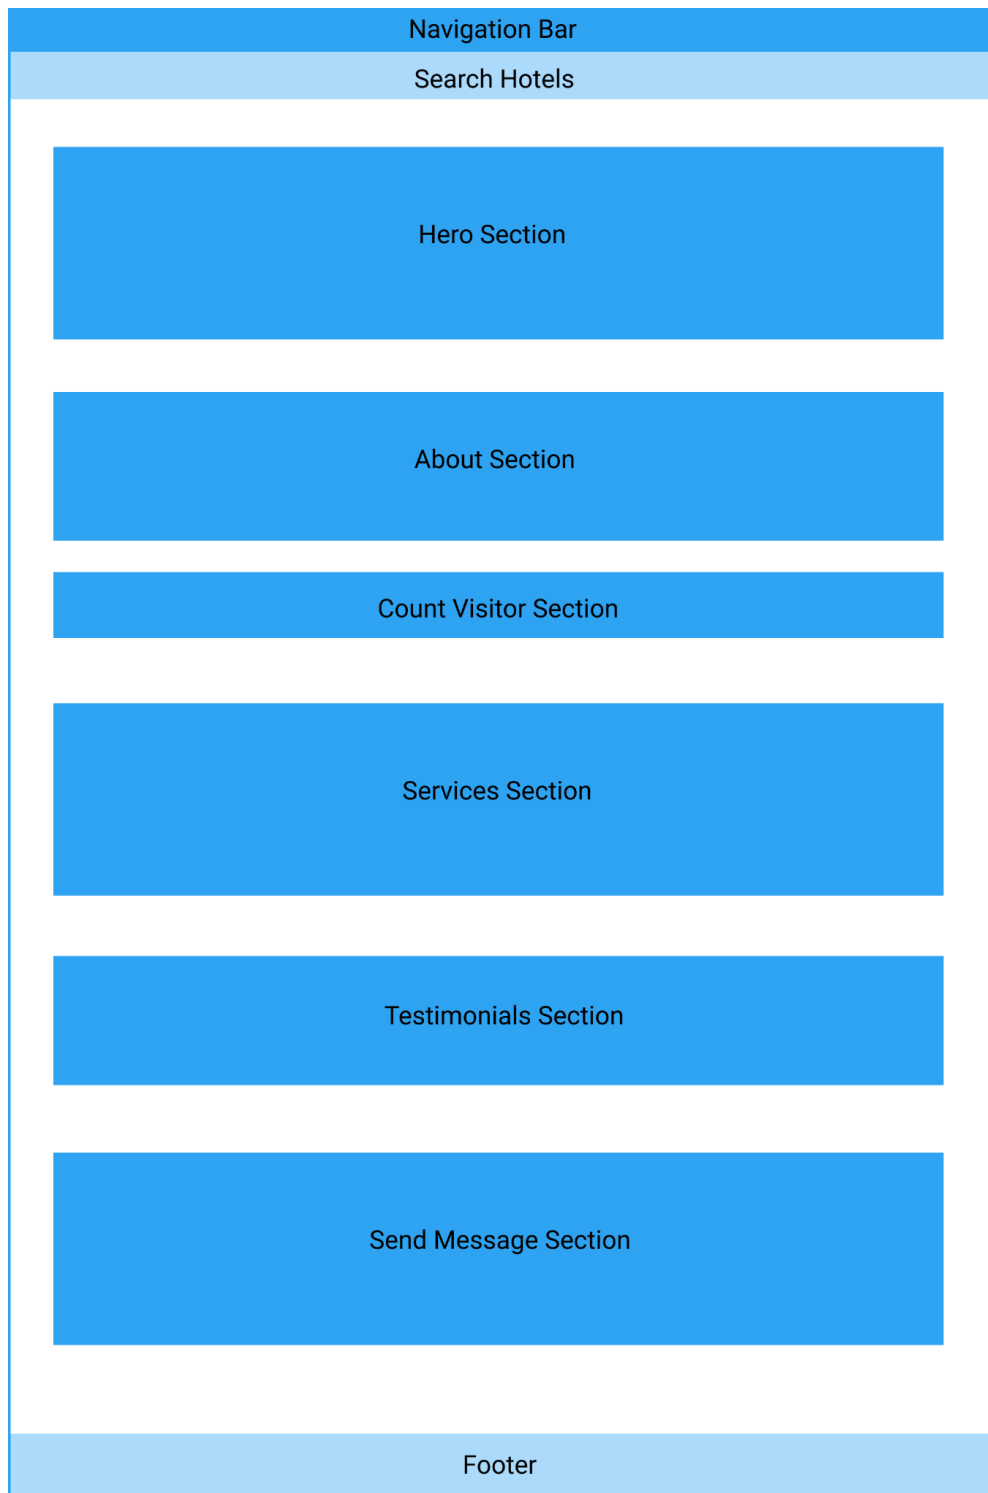 Navigation Bar
Search Hotels
Hero Section
About Section
Count Visitor Section
Services Section
Testimonials Section
Send Message Section
Footer